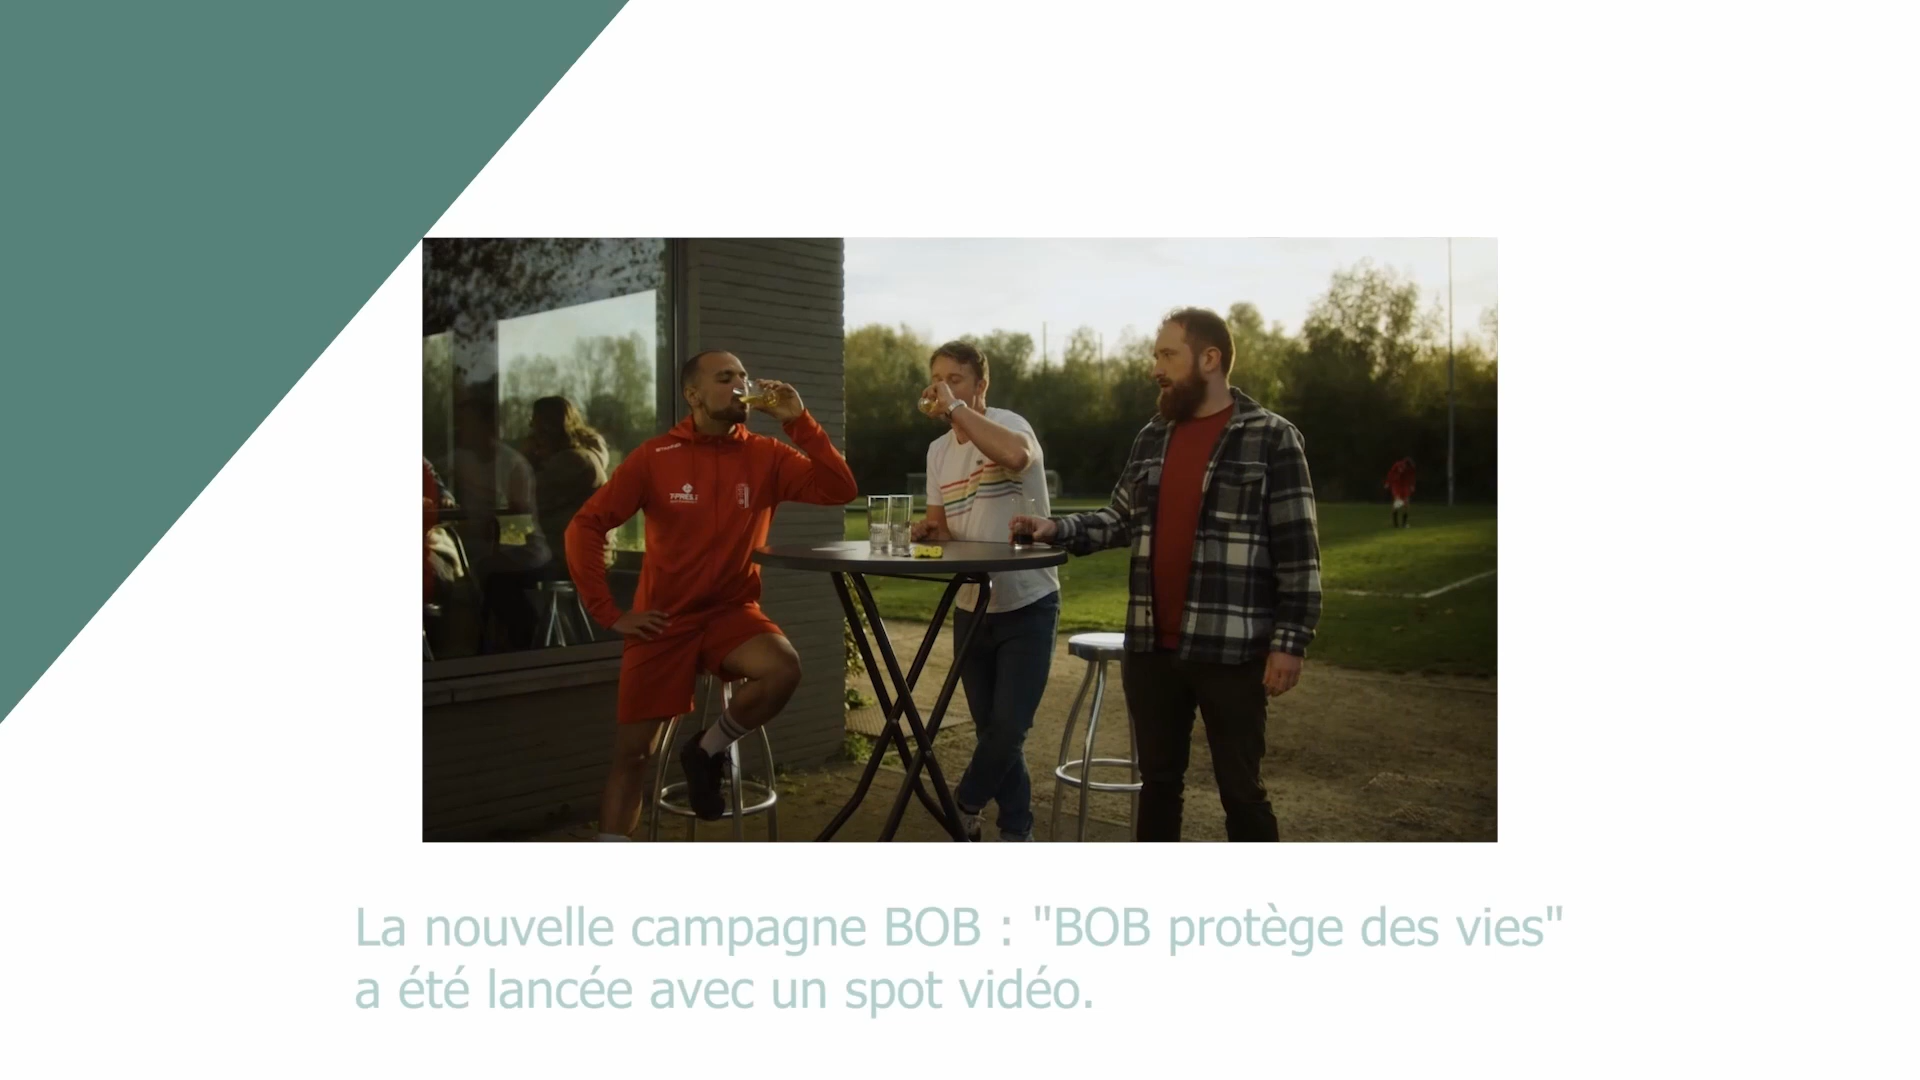 La nouvelle campagne BOB : "BOB protège des vies"
a été lancée avec un spot vidéo.